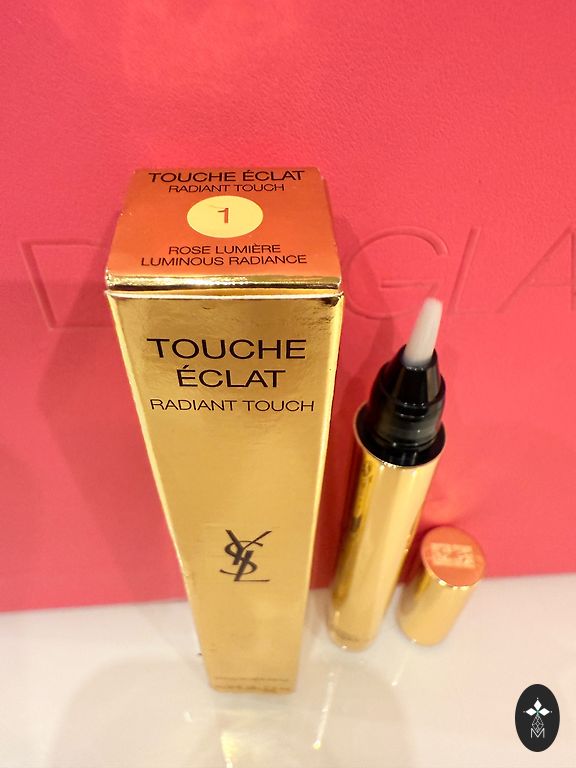 TOUCHE ÉCLAT
RADIANT TOUCH
1
ROSE LUMIÈRE
LUMINOUS RADIANCE
TOUCHE
ÉCLAT
RADIANT TOUCH
YSL
M